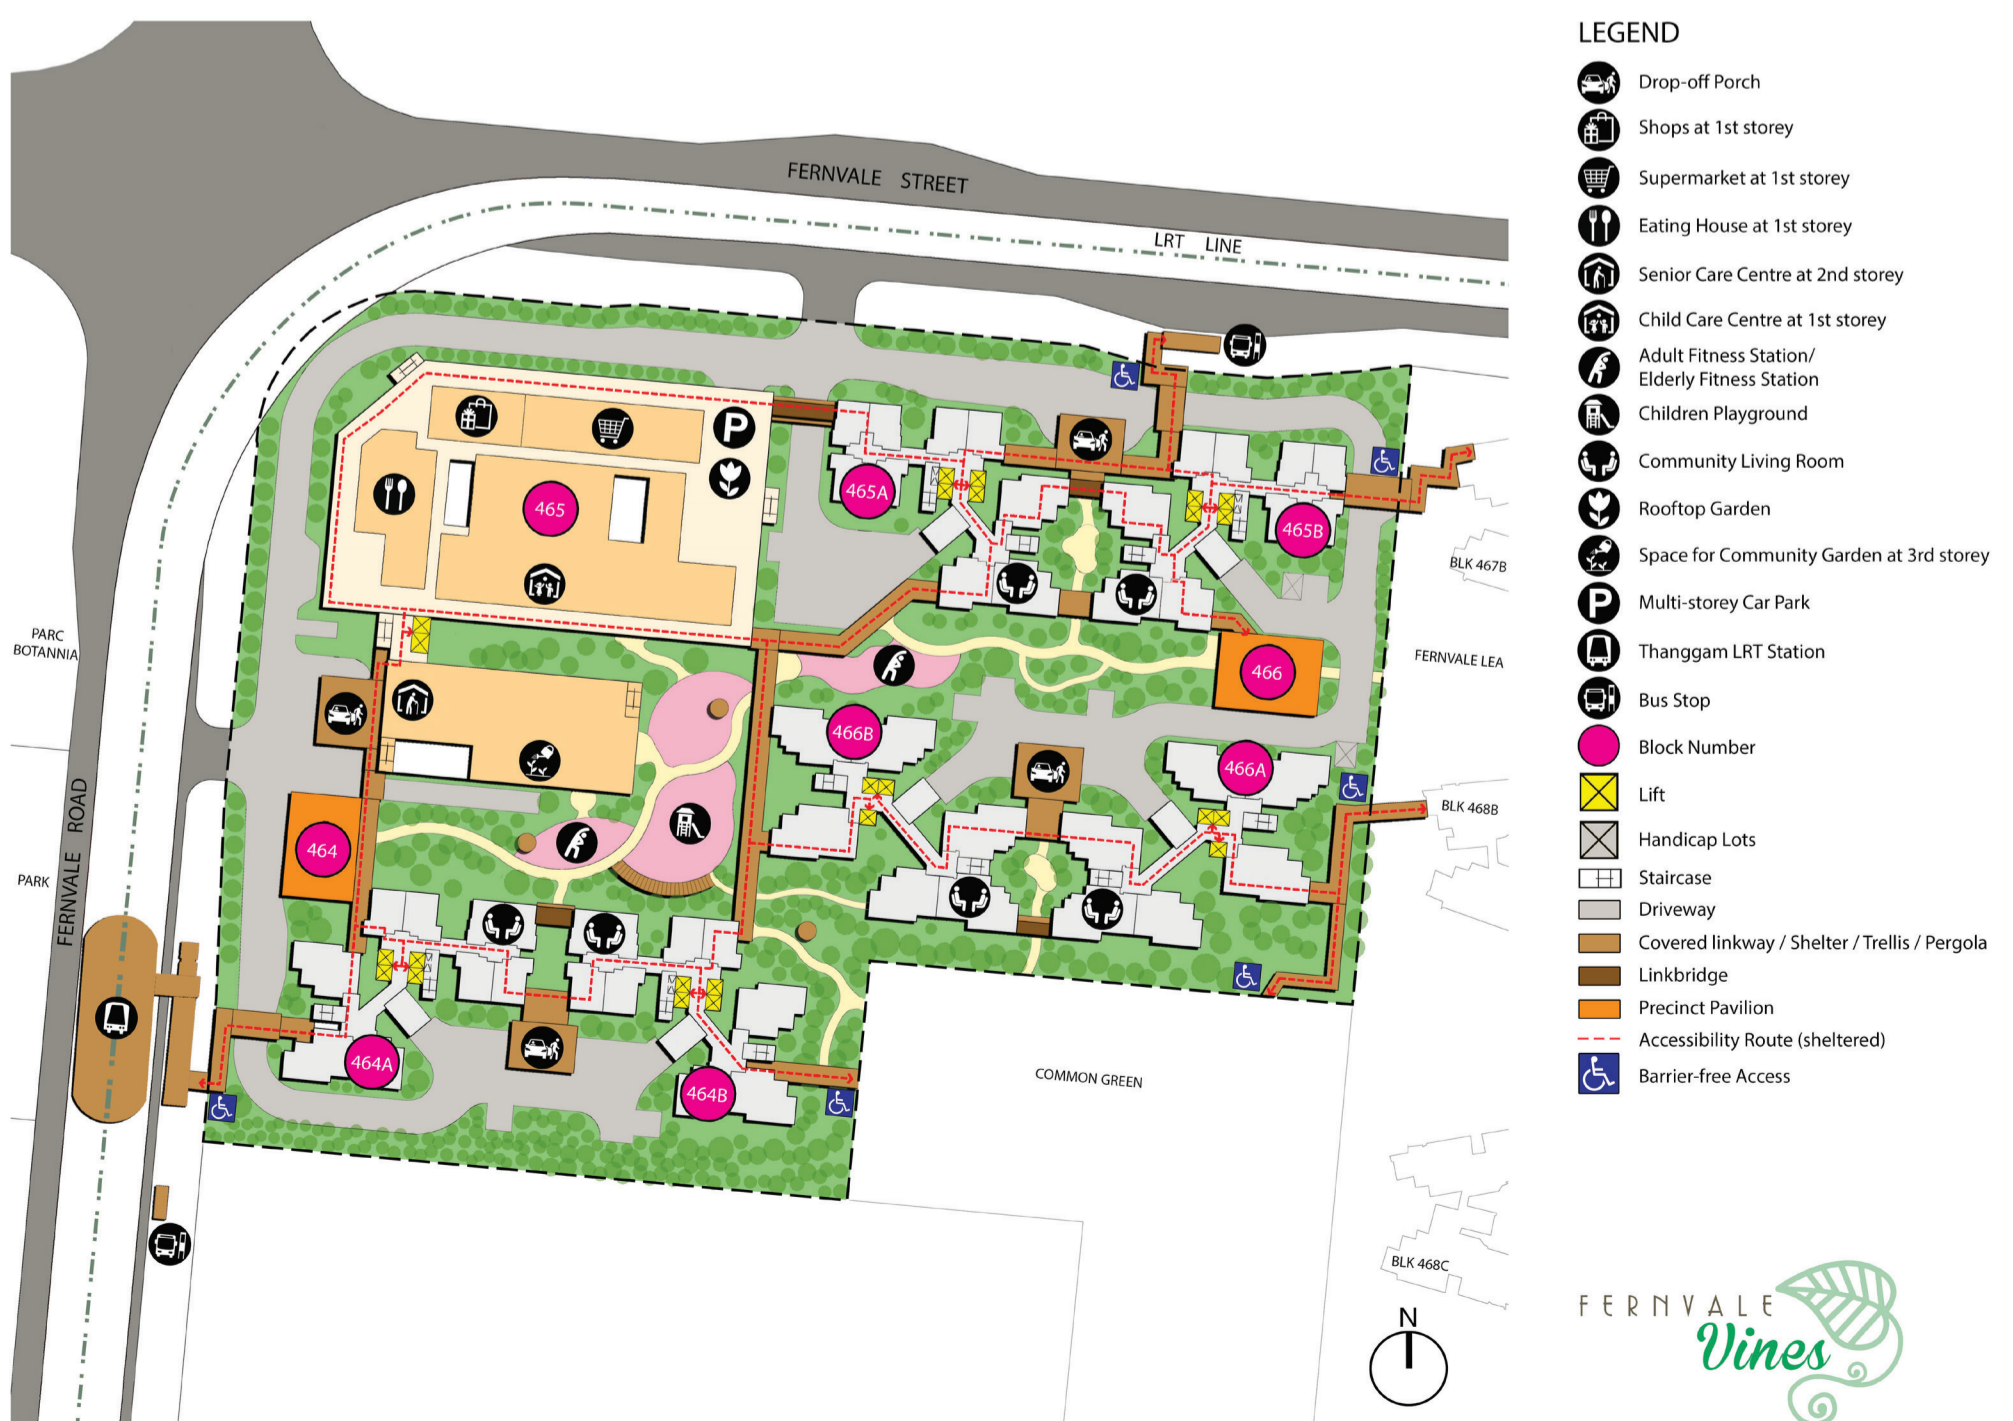 FERNVALE STREET
LRT LINE
465
P
465A
465B
BLK 467B
PARC
BOTANNIA
FERNVALE LEA
466
466B
466A
BLK 468B
FERNVALE ROAD
464
PARK
464A
464B
COMMON GREEN
BLK 468C
N
LEGEND
Drop-off Porch
Shops at 1st storey
Supermarket at 1st storey
Eating House at 1st storey
Senior Care Centre at 2nd storey
Child Care Centre at 1st storey
Adult Fitness Station/
Elderly Fitness Station
Children Playground
Community Living Room
Rooftop Garden
Space for Community Garden at 3rd storey
P Multi-storey Car Park
Thanggam LRT Station
Bus Stop
Block Number
Lift
Handicap Lots
Staircase
Driveway
Covered linkway / Shelter / Trellis / Pergola
Linkbridge
Precinct Pavilion
Accessibility Route (sheltered)
Barrier-free Access
FERNVALE
Vines